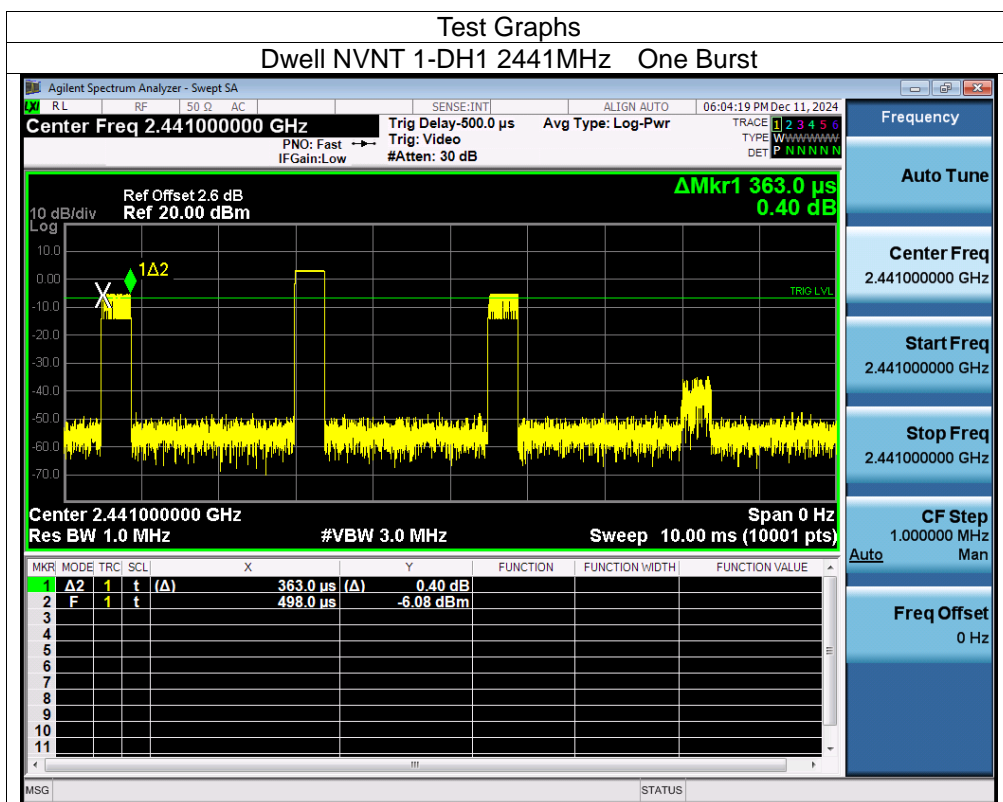 Test Graphs
Dwell NVNT 1-DH1 2441MHz One Burst
Agilent Spectrum Analyzer - Swept SA
LXI RL RF 50 Ω AC SENSE:INT ALIGN AUTO 06:04:19 PM Dec 11, 2024
Center Freq 2.441000000 GHz Trig Delay-500.0 µs Avg Type: Log-Pwr TRACE 1 2 3 4 5 6
PNO: Fast Trig: Video TYPE WWWWWW
IFGain:Low #Atten: 30 dB DET P N N N N N
Ref Offset 2.6 dB ΔMkr1 363.0 µs
10 dB/div Ref 20.00 dBm 0.40 dB
Log
10.0
0.00
-10.0
-20.0
-30.0
-40.0
-50.0
-60.0
-70.0
1Δ2
X
TRIG LVL
Center 2.441000000 GHz Span 0 Hz
Res BW 1.0 MHz #VBW 3.0 MHz Sweep 10.00 ms (10001 pts)
MKR MODE TRC SCL X Y FUNCTION FUNCTION WIDTH FUNCTION VALUE
1 Δ2 1 t (Δ) 363.0 µs (Δ) 0.40 dB
2 F 1 t 498.0 µs -6.08 dBm
3
4
5
6
7
8
9
10
11
MSG STATUS
Frequency
Auto Tune
Center Freq
2.441000000 GHz
Start Freq
2.441000000 GHz
Stop Freq
2.441000000 GHz
CF Step
1.000000 MHz
Auto Man
Freq Offset
0 Hz